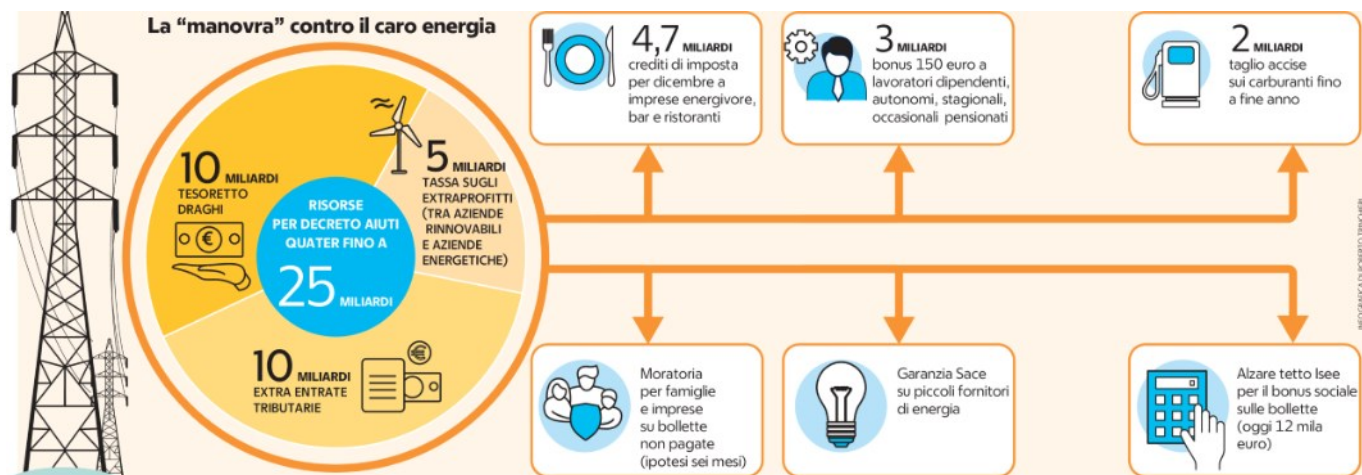 La “manovra” contro il caro energia
10 MILIARDI
TESORETTO
DRAGHI
5 MILIARDI
TASSA SUGLI
EXTRAPROFITTI
(TRA AZIENDE
RINNOVABILI
E AZIENDE
ENERGETICHE)
RISORSE
PER DECRETO AIUTI
QUATER FINO A
25 MILIARDI
10 MILIARDI
EXTRA ENTRATE
TRIBUTARIE
4,7 MILIARDI
crediti di imposta
per dicembre a
imprese energivore,
bar e ristoranti
3 MILIARDI
bonus 150 euro a
lavoratori dipendenti,
autonomi, stagionali,
occasionali pensionati
2 MILIARDI
taglio accise
sui carburanti fino
a fine anno
Moratoria
per famiglie
e imprese
su bollette
non pagate
(ipotesi sei mesi)
Garanzia Sace
su piccoli fornitori
di energia
Alzare tetto Isee
per il bonus sociale
sulle bollette
(oggi 12 mila
euro)